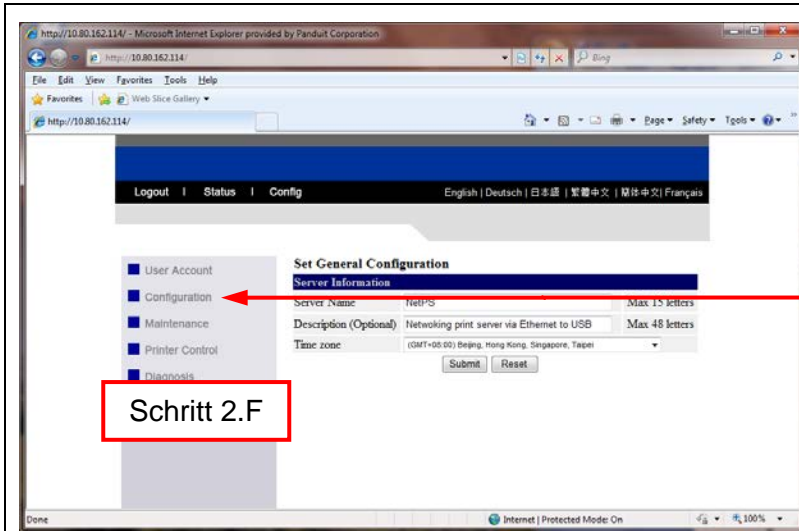 http://10.80.162.114/ - Microsoft Internet Explorer provided by Panduit Corporation
http://10.80.162.114/
Bing
File Edit View Favorites Tools Help
Favorites Web Slice Gallery
http://10.80.162.114/
Page Safety Tools
Logout | Status | Config
English | Deutsch | 日本語 | 繁體中文 | 簡体中文| Français
User Account
Configuration
Maintenance
Printer Control
Diagnosis
Set General Configuration
Server Information
Server Name NetPS Max 15 letters
Description (Optional) Netwoking print server via Ethernet to USB Max 48 letters
Time zone (GMT+08:00) Beijing, Hong Kong, Singapore, Taipei
Submit Reset
Schritt 2.F
Done
Internet | Protected Mode: On
100%